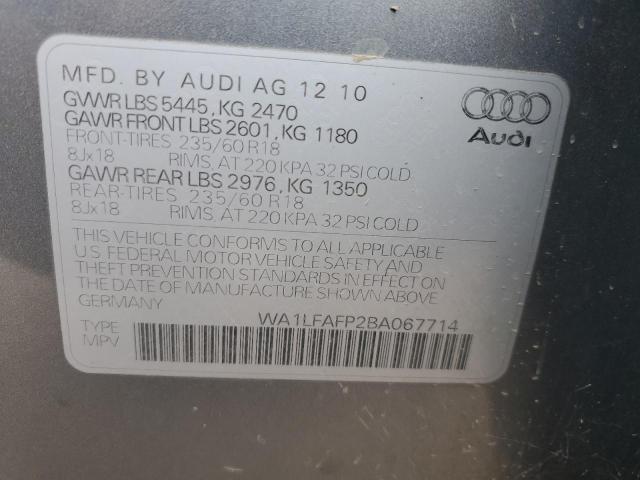 MFD. BY AUDI AG 12 10
GVWR LBS 5445, KG 2470
GAWR FRONT LBS 2601, KG 1180
FRONT-TIRES 235/60 R18
8Jx18 RIMS, AT 220 KPA 32 PSI COLD
GAWR REAR LBS 2976, KG 1350
REAR-TIRES 235/60 R18
8Jx18 RIMS, AT 220 KPA 32 PSI COLD
Audi
THIS VEHICLE CONFORMS TO ALL APPLICABLE
U.S. FEDERAL MOTOR VEHICLE SAFETY AND
THEFT PREVENTION STANDARDS IN EFFECT ON
THE DATE OF MANUFACTURE SHOWN ABOVE
GERMANY
WA1LFAFP2BA067714
TYPE
MPV